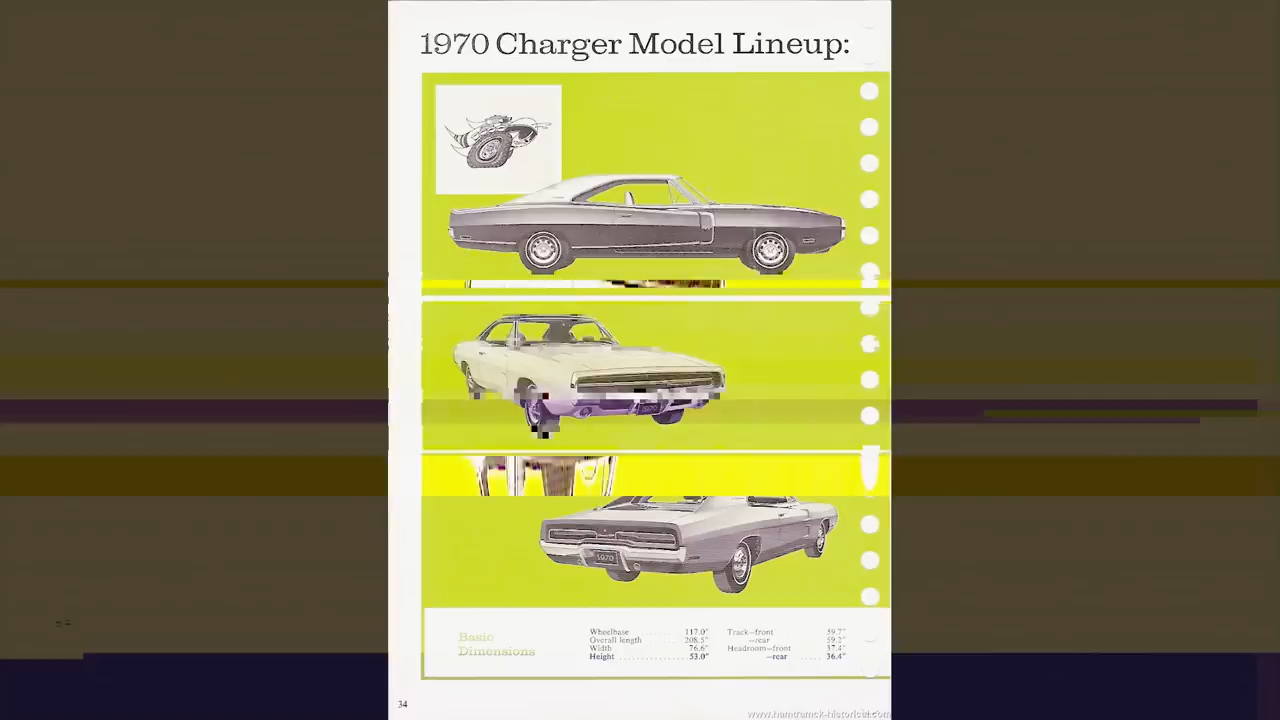 1970 Charger Model Lineup:
1970
1970
Basic
Dimensions
Wheelbase ........ 117.0"
Overall length ........ 208.5"
Width ........ 76.6"
Height ........ 53.0"
Track—front ........ 59.7"
—rear ........ 59.2"
Headroom—front ........ 37.4"
—rear ........ 36.4"
34
www.hamtramck-historical.com